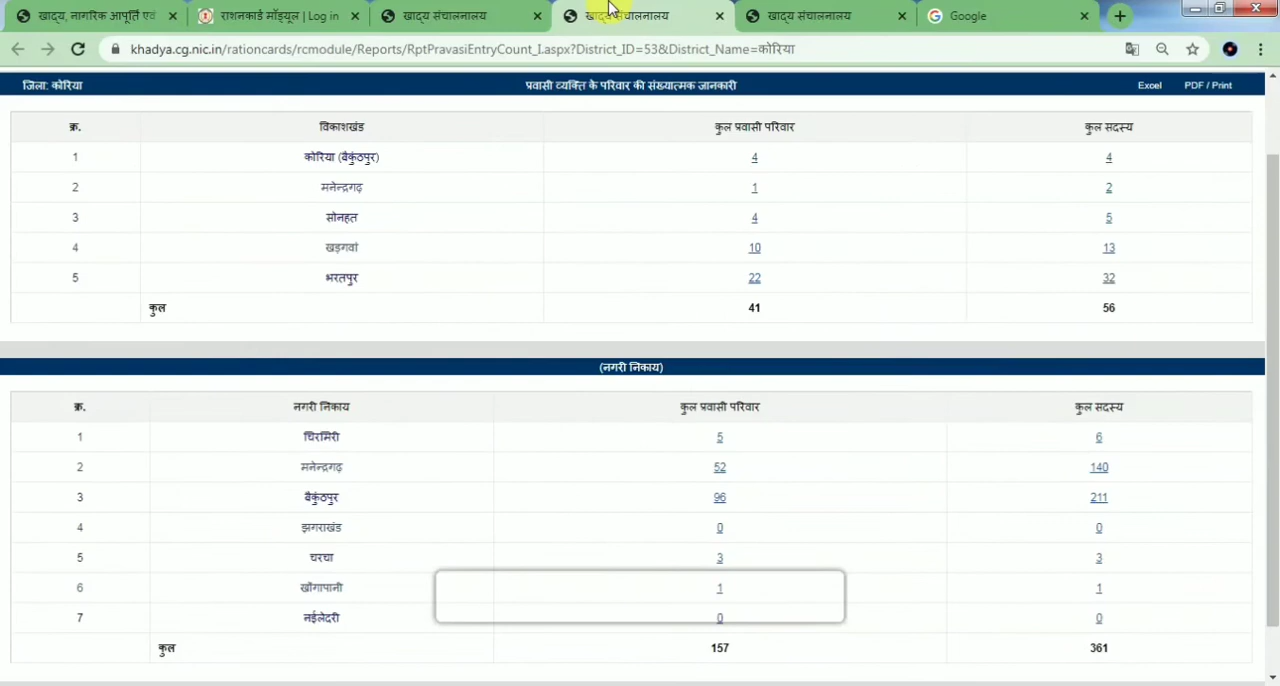 खाद्य, नागरिक आपूर्ति एवं
राशनकार्ड मॉड्यूल | Log in
खाद्य संचालनालय
खाद्य संचालनालय
खाद्य संचालनालय
Google
khadya.cg.nic.in/rationcards/rcmodule/Reports/RptPravasiEntryCount_I.aspx?District_ID=53&District_Name=कोरिया
जिला: कोरिया प्रवासी व्यक्ति के परिवार की संख्यात्मक जानकारी Excel PDF / Print
क्र. विकाशखंड कुल प्रवासी परिवार कुल सदस्य
1 कोरिया (बैकुंठपुर) 4 4
2 मनेन्द्रगढ़ 1 2
3 सोनहत 4 5
4 खड़गवां 10 13
5 भरतपुर 22 32
कुल 41 56
(नगरी निकाय)
क्र. नगरी निकाय कुल प्रवासी परिवार कुल सदस्य
1 चिरमिरी 5 6
2 मनेन्द्रगढ़ 52 140
3 बैकुंठपुर 96 211
4 झगराखंड 0 0
5 चरचा 3 3
6 खोंगापानी 1 1
7 नईलेदरी 0 0
कुल 157 361